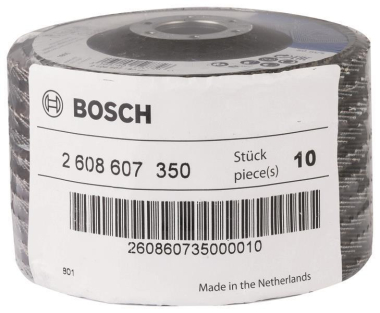 BOSCH
2 608 607 350
Stück
piece(s) 10
260860735000010
BD1
Made in the Netherlands